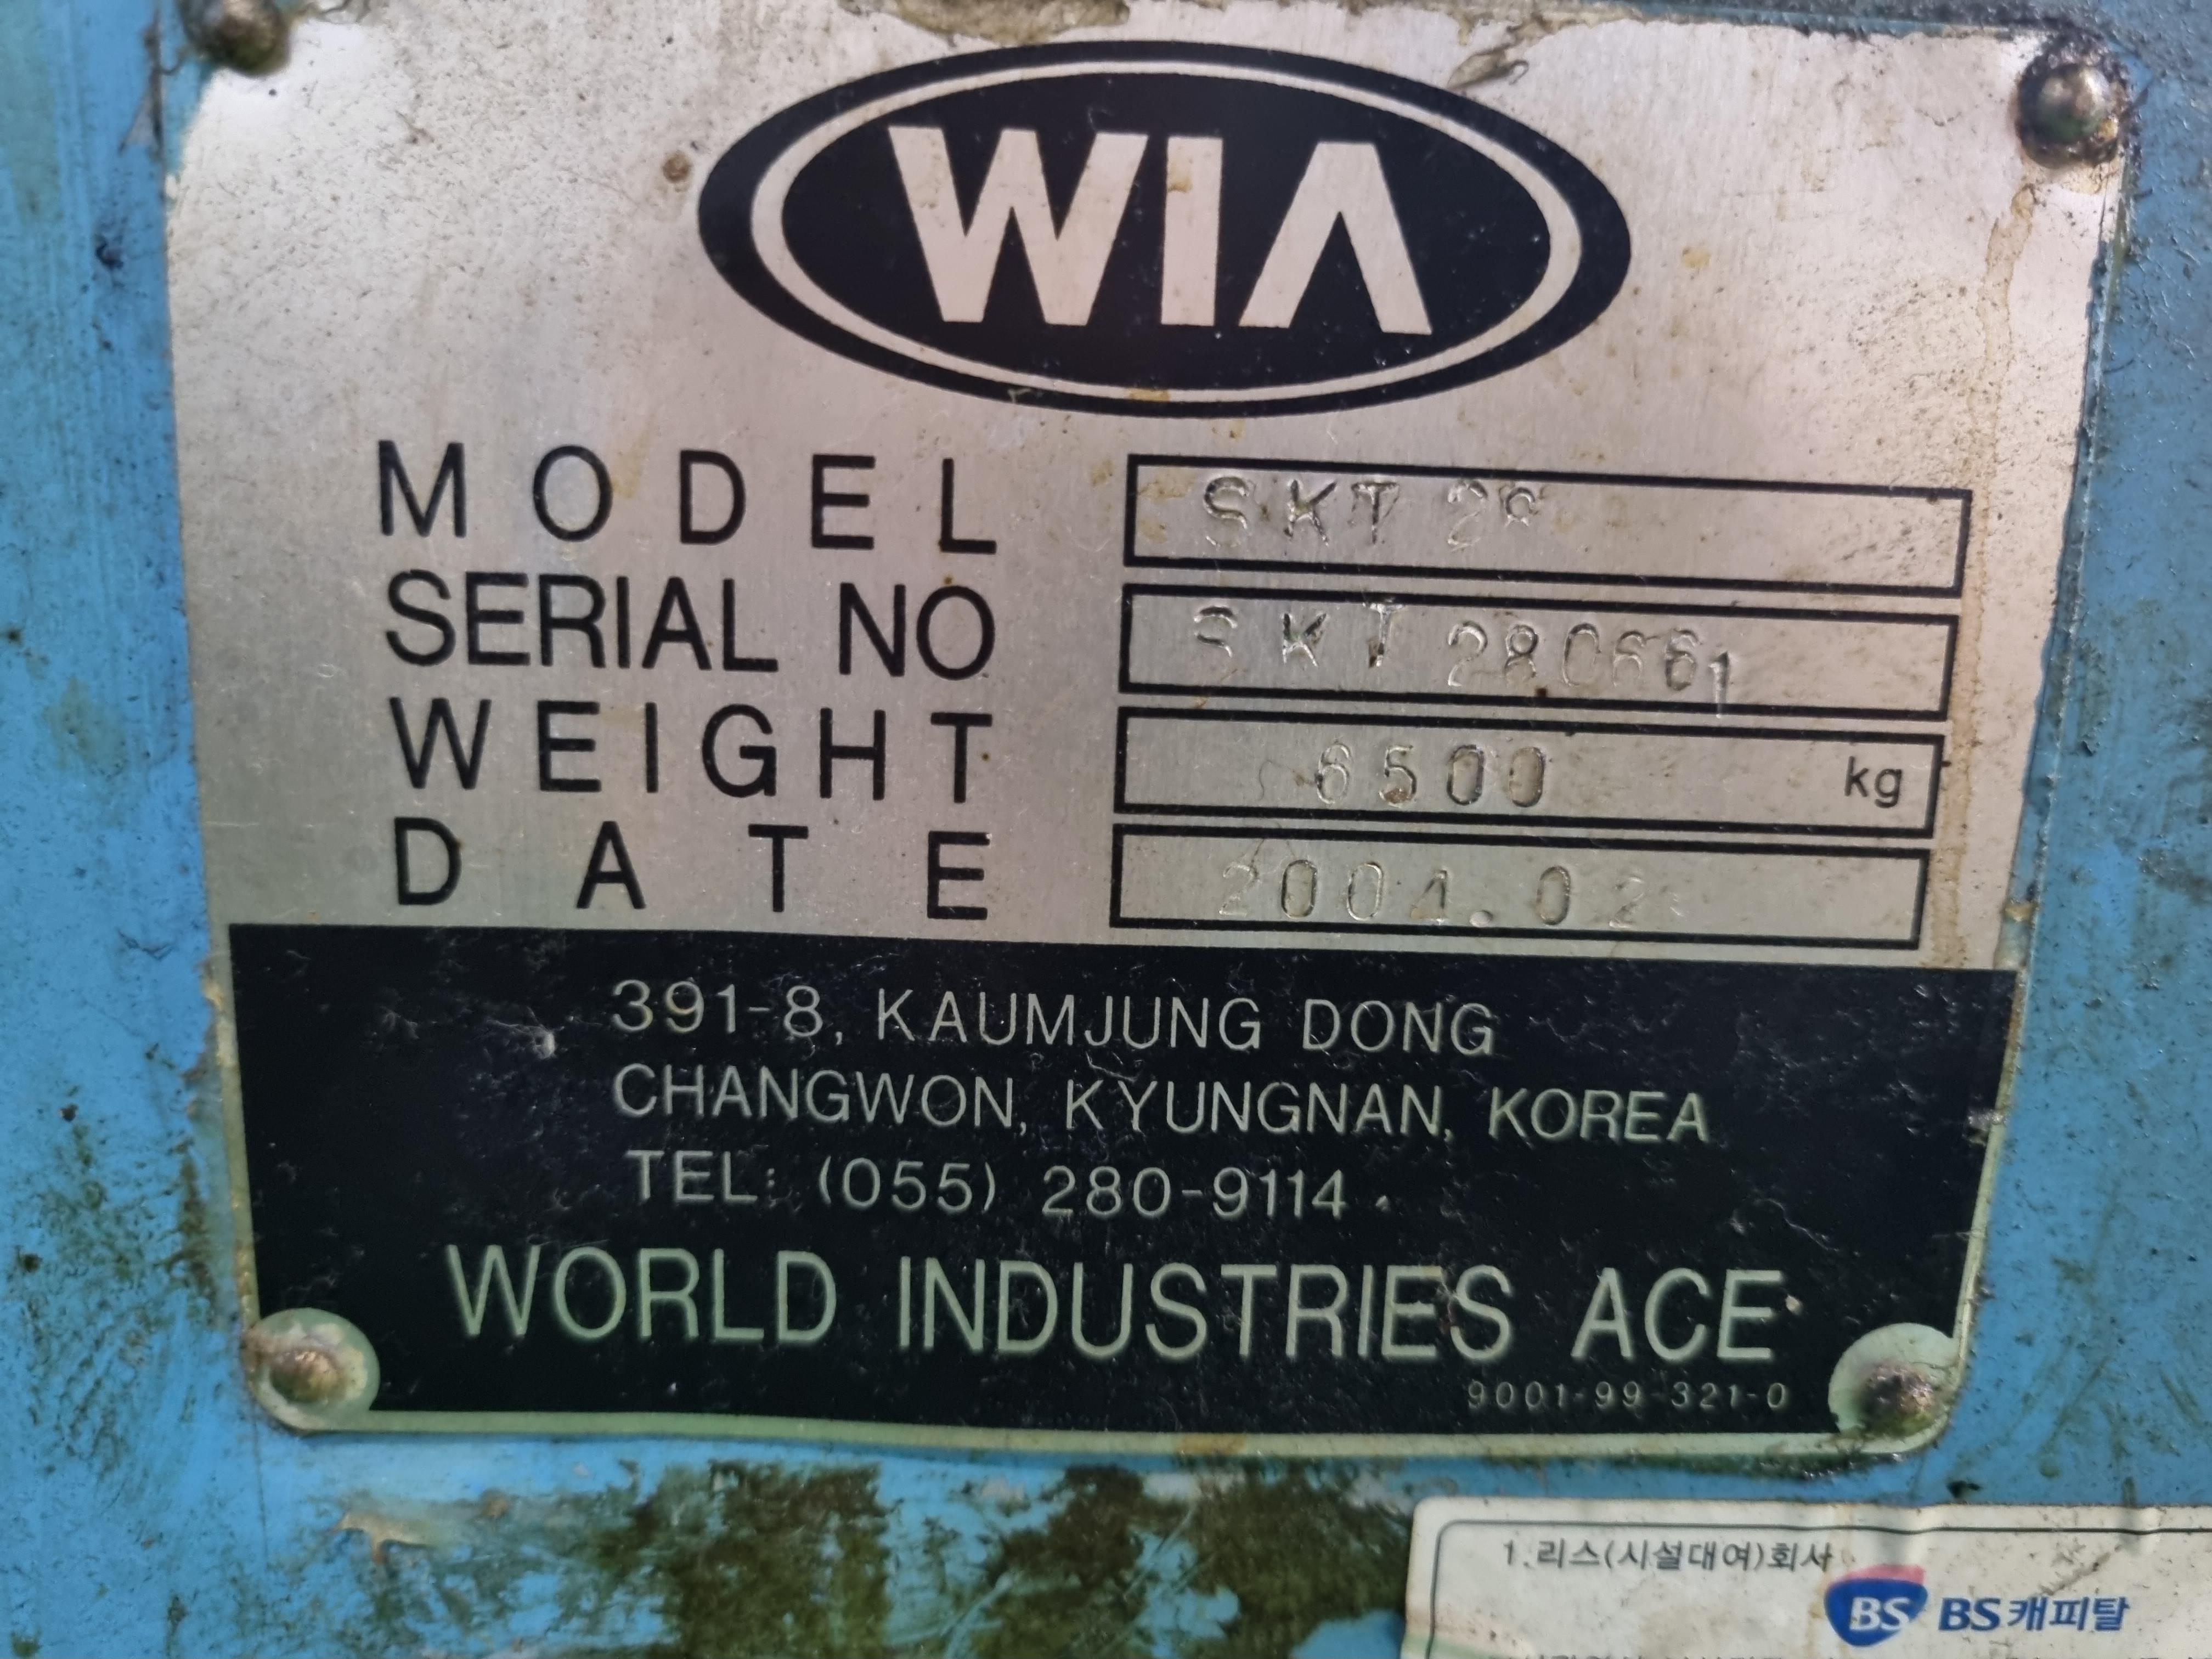 WIA
MODEL SKT 28
SERIAL NO SKT 280661
WEIGHT 6500 kg
DATE 2004.02
391-8, KAUMJUNG DONG
CHANGWON, KYUNGNAN, KOREA
TEL: (055) 280-9114
WORLD INDUSTRIES ACE
9001-99-321-0
1.리스(시설대여)회사
BS BS캐피탈